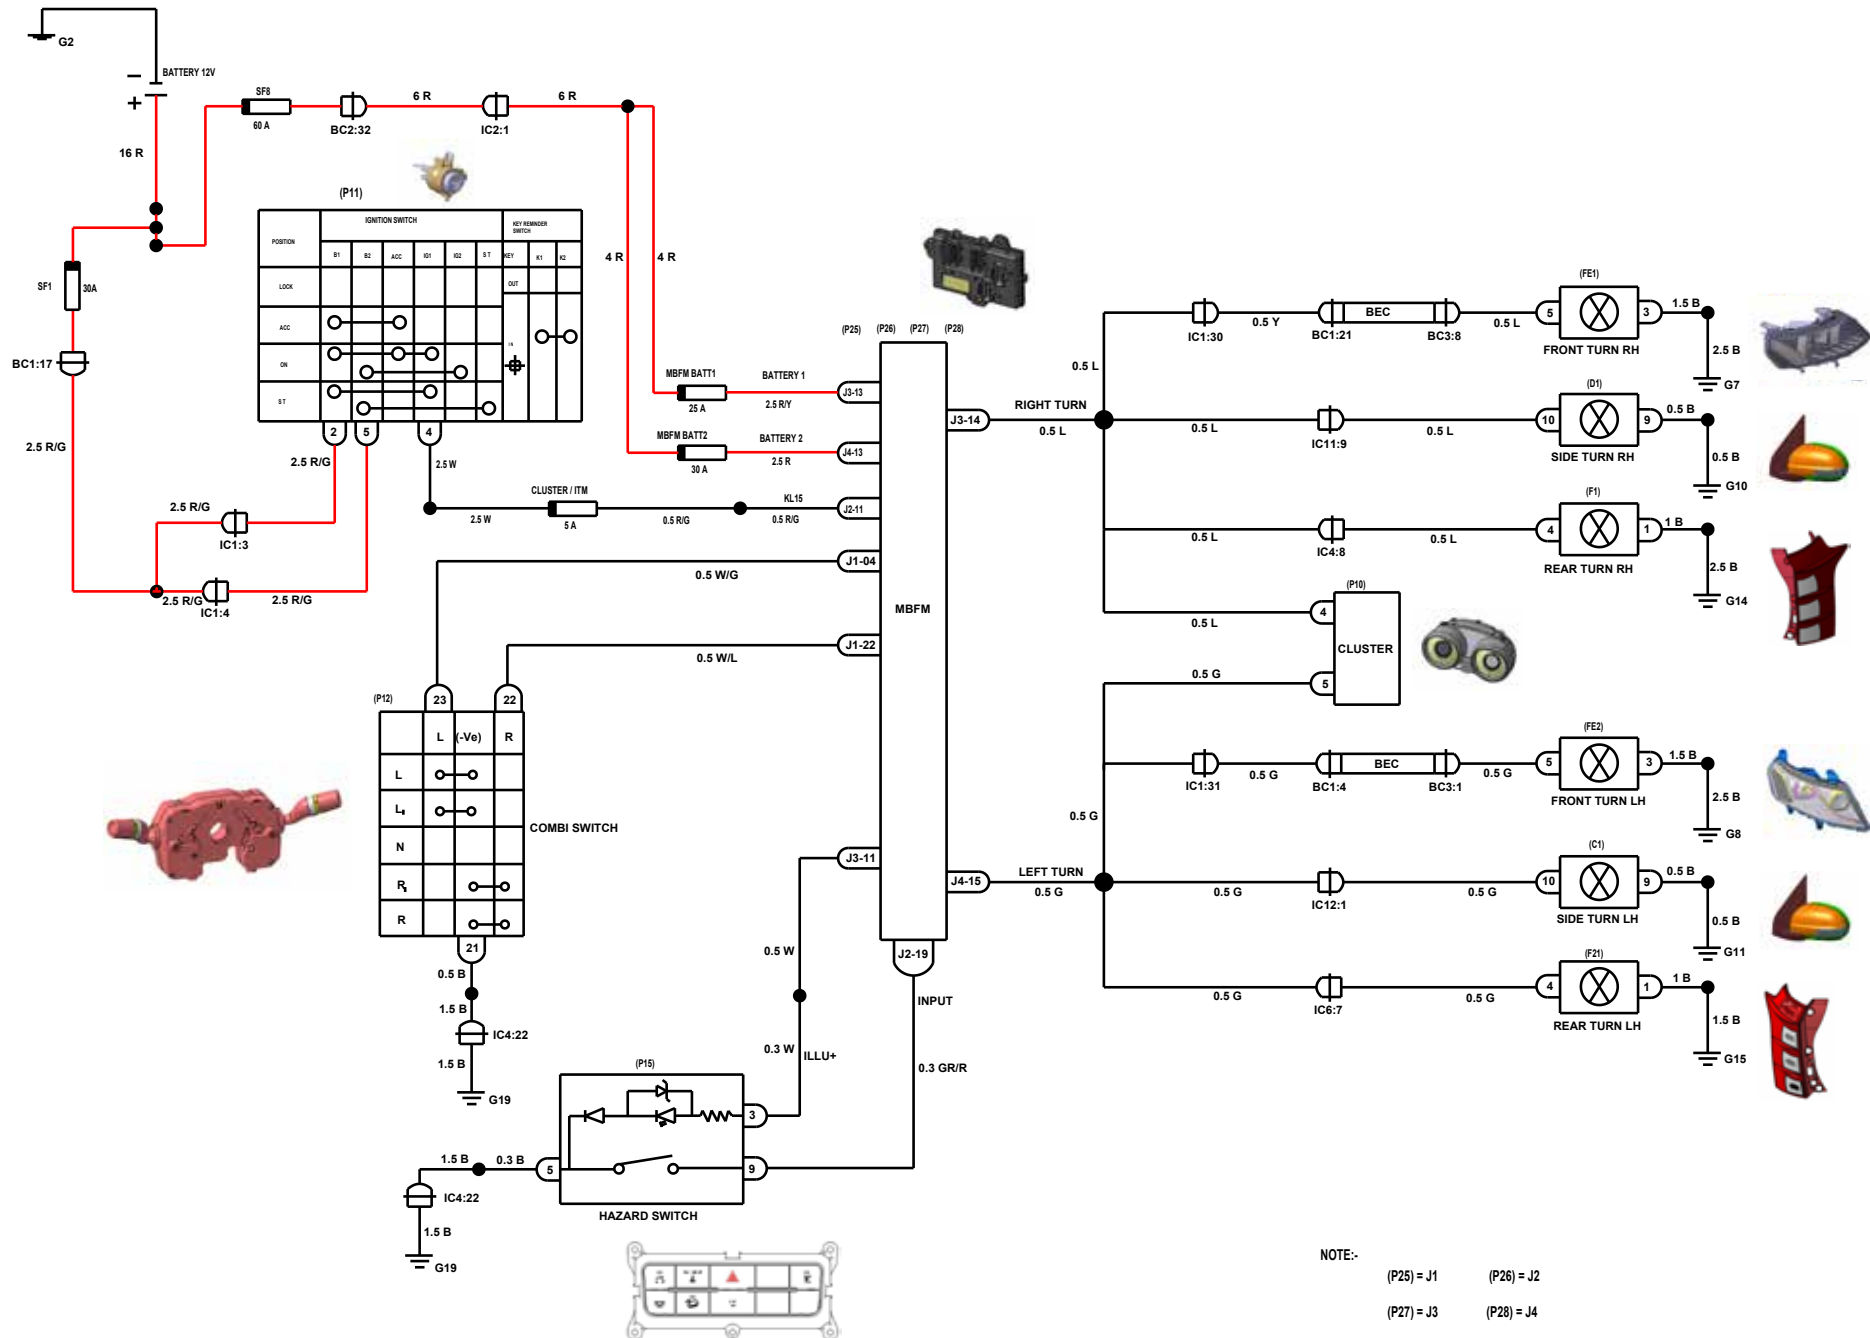 G2
BATTERY 12V
−
+
SF8
60 A
BC2:32
6 R
IC2:1
6 R
16 R
SF1
30A
BC1:17
2.5 R/G
(P11)
POSITION
IGNITION SWITCH
KEY REMINDER
SWITCH
B1
B2
ACC
IG1
IG2
S T
KEY
K1
K2
LOCK
OUT
ACC
IN
ON
S T
2
5
4
2.5 R/G
2.5 W
2.5 R/G
IC1:3
2.5 R/G
IC1:4
2.5 R/G
4 R
4 R
MBFM BATT1
25 A
BATTERY 1
2.5 R/Y
J3-13
MBFM BATT2
30 A
BATTERY 2
2.5 R
J4-13
CLUSTER / ITM
2.5 W
5 A
0.5 R/G
KL15
0.5 R/G
J2-11
0.5 W/G
J1-04
0.5 W/L
J1-22
(P25)
(P26)
(P27)
(P28)
MBFM
J3-14
RIGHT TURN
0.5 L
0.5 L
IC1:30
0.5 Y
BC1:21
BEC
BC3:8
0.5 L
(FE1)
5
3
1.5 B
FRONT TURN RH
2.5 B
G7
0.5 L
IC11:9
0.5 L
(D1)
10
9
0.5 B
SIDE TURN RH
0.5 B
G10
0.5 L
IC4:8
0.5 L
(F1)
4
1
1 B
REAR TURN RH
2.5 B
G14
0.5 L
(P10)
4
CLUSTER
0.5 G
5
0.5 G
IC1:31
0.5 G
BC1:4
BEC
BC3:1
0.5 G
(FE2)
5
3
1.5 B
FRONT TURN LH
2.5 B
G8
J4-15
LEFT TURN
0.5 G
0.5 G
IC12:1
0.5 G
(C1)
10
9
0.5 B
SIDE TURN LH
0.5 B
G11
0.5 G
IC6:7
0.5 G
(F21)
4
1
1 B
REAR TURN LH
1.5 B
G15
(P12)
23
22
L
(-Ve)
R
L
L
N
R
R
COMBI SWITCH
21
0.5 B
1.5 B
IC4:22
1.5 B
G19
J3-11
0.5 W
0.3 W
ILLU+
J2-19
INPUT
0.3 GR/R
(P15)
3
5
9
HAZARD SWITCH
1.5 B
0.3 B
IC4:22
1.5 B
G19
NOTE:-
(P25) = J1
(P26) = J2
(P27) = J3
(P28) = J4